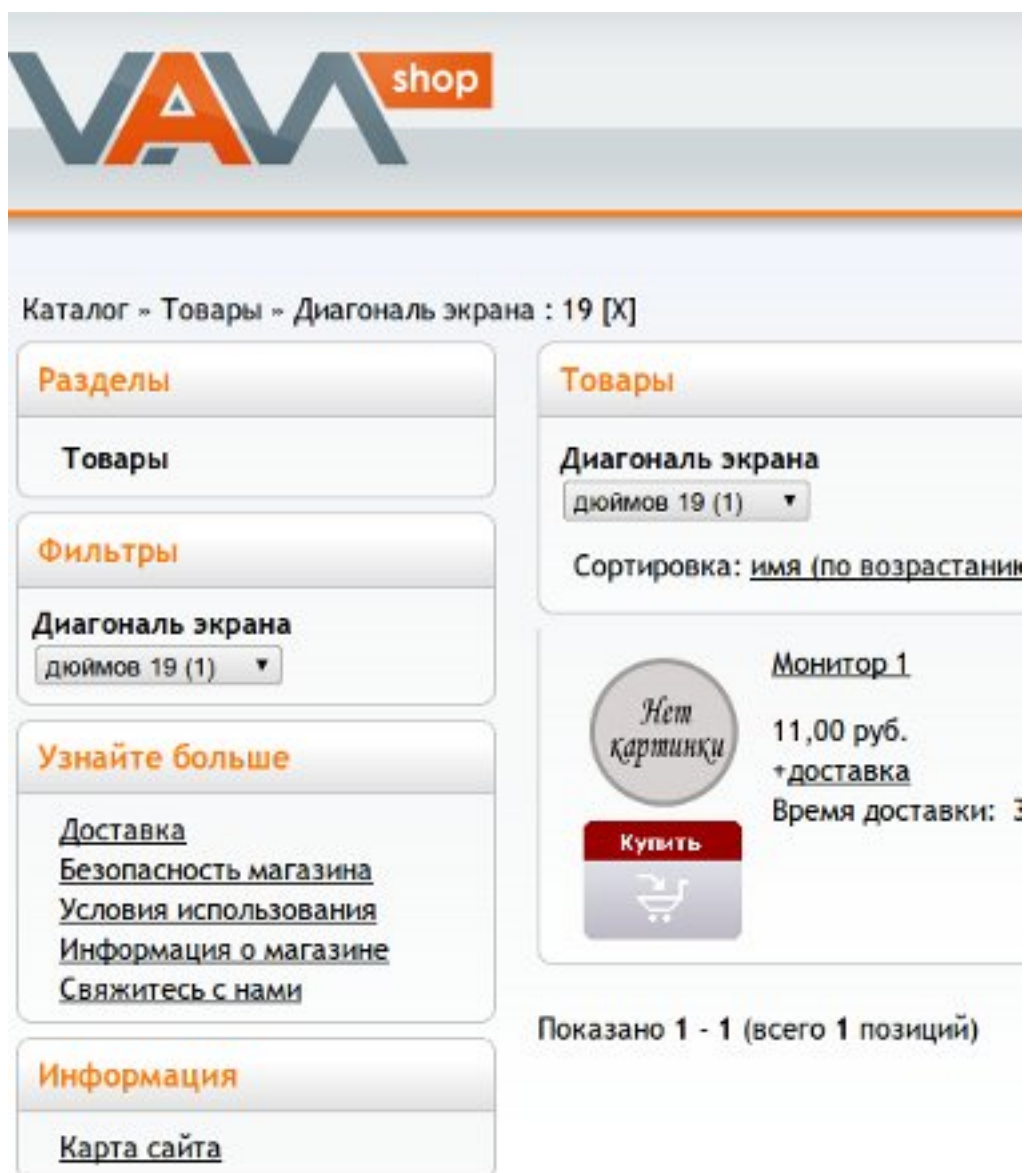 VAM shop
Каталог » Товары » Диагональ экрана : 19 [X]
Разделы
Товары
Фильтры
Диагональ экрана
дюймов 19 (1)
Узнайте больше
Доставка
Безопасность магазина
Условия использования
Информация о магазине
Свяжитесь с нами
Информация
Карта сайта
Товары
Диагональ экрана
дюймов 19 (1)
Сортировка: имя (по возрастани
Нет
картинки
Купить
Монитор 1
11,00 руб.
+доставка
Время доставки: 3
Показано 1 - 1 (всего 1 позиций)